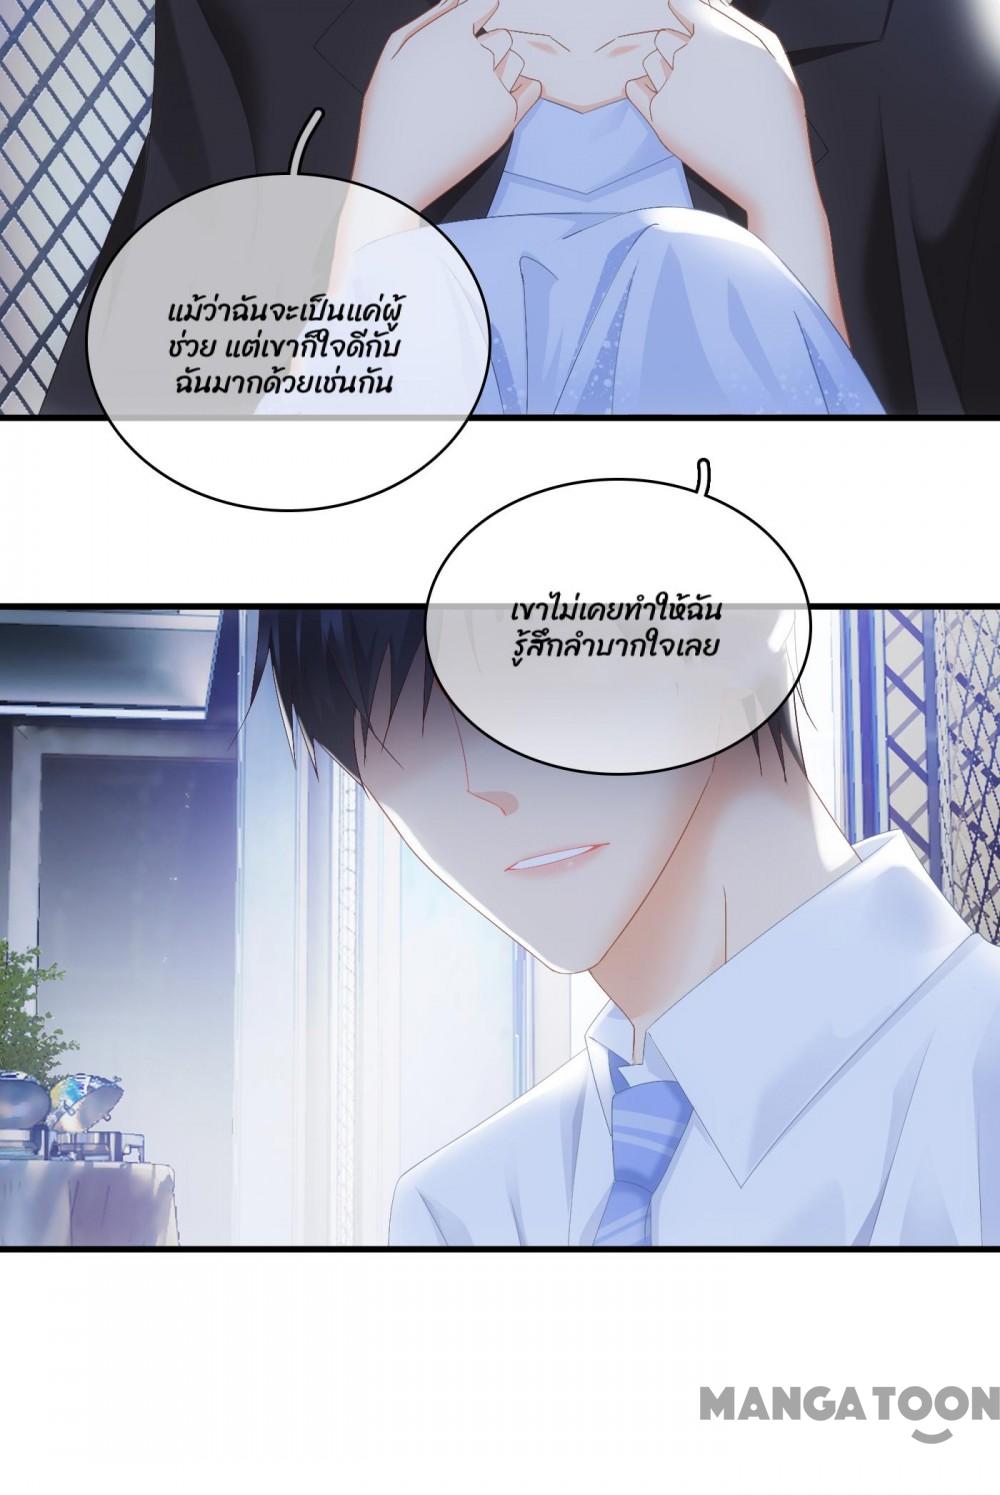 แม้ว่าฉันจะเป็นแค่ผู้
ช่วย แต่เขาก็ใจดีกับ
ฉันมากด้วยเช่นกัน
เขาไม่เคยทำให้ฉัน
รู้สึกลำบากใจเลย
MANGATOON